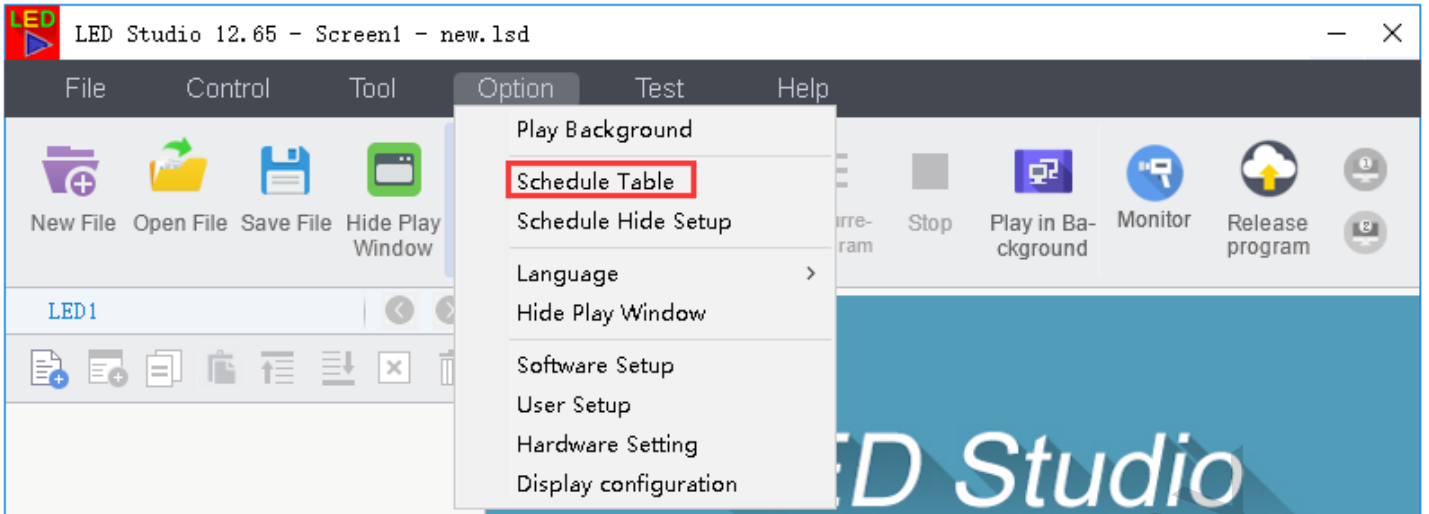 LED
LED Studio 12.65 - Screen1 - new.lsd
File Control Tool Option Test Help
Play Background
Schedule Table
Schedule Hide Setup
Language
Hide Play Window
Software Setup
User Setup
Hardware Setting
Display configuration
New File Open File Save File Hide Play
Window
Stop Play in Ba-
ckground
Monitor Release
program
1
2
LED1
Studio